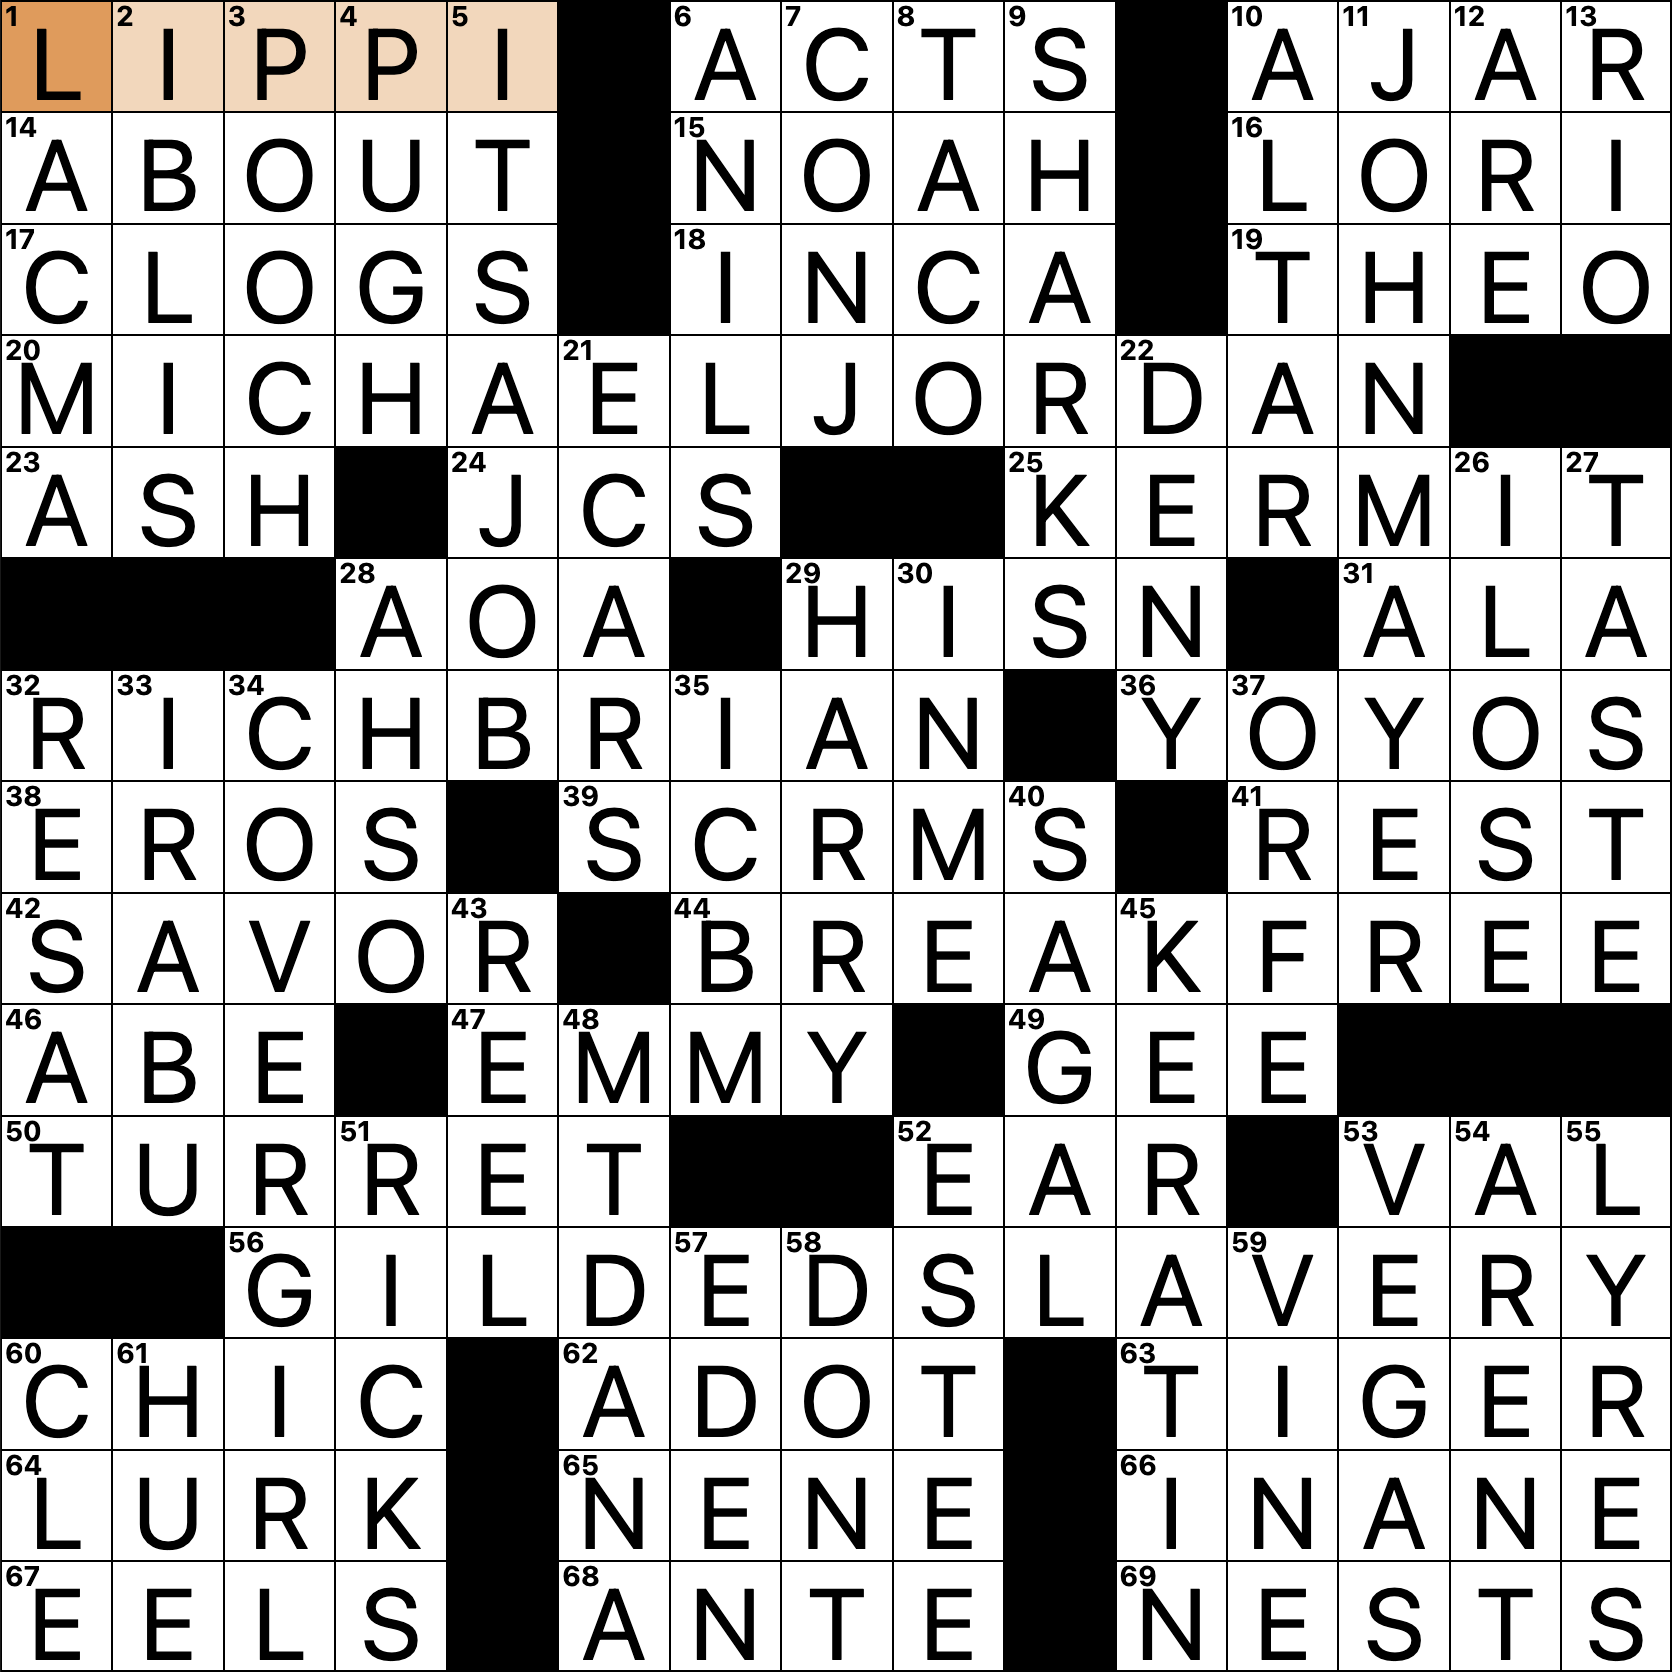 1 2 3 4 5 6 7 8 9 10 11 12 13
L I P P I A C T S A J A R
14 15 16
A B O U T N O A H L O R I
17 18 19
C L O G S I N C A T H E O
20 21 22
M I C H A E L J O R D A N
23 24 25 26 27
A S H J C S K E R M I T
28 29 30 31
A O A H I S N A L A
32 33 34 35 36 37
R I C H B R I A N Y O Y O S
38 39 40 41
E R O S S C R M S R E S T
42 43 44 45
S A V O R B R E A K F R E E
46 47 48 49
A B E E M M Y G E E
50 51 52 53 54 55
T U R R E T E A R V A L
56 57 58 59
G I L D E D S L A V E R Y
60 61 62 63
C H I C A D O T T I G E R
64 65 66
L U R K N E N E I N A N E
67 68 69
E E L S A N T E N E S T S